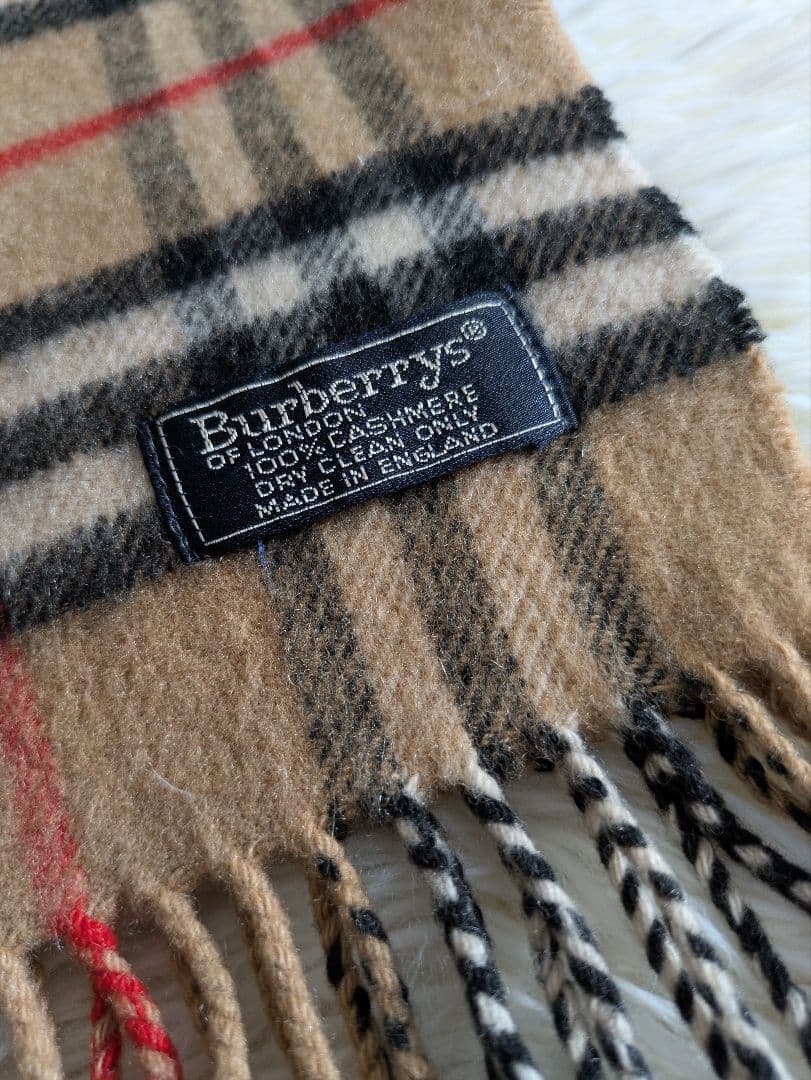 Burberrys®
OF LONDON
100% CASHMERE
DRY CLEAN ONLY
MADE IN ENGLAND